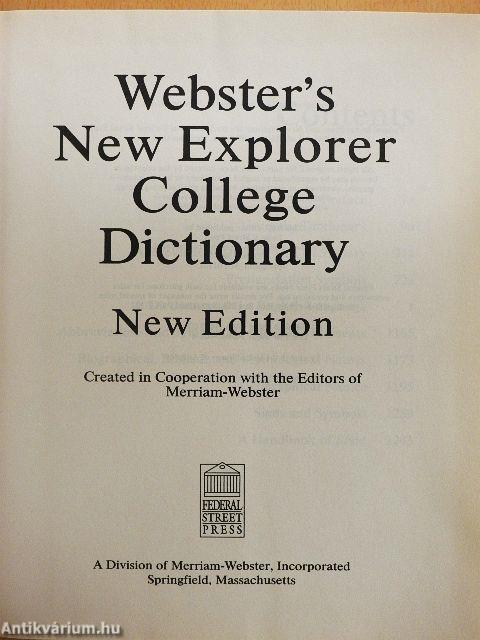 Webster's
New Explorer
College
Dictionary
New Edition
Created in Cooperation with the Editors of
Merriam-Webster
FEDERAL
STREET
PRESS
A Division of Merriam-Webster, Incorporated
Springfield, Massachusetts
Antikvárium.hu